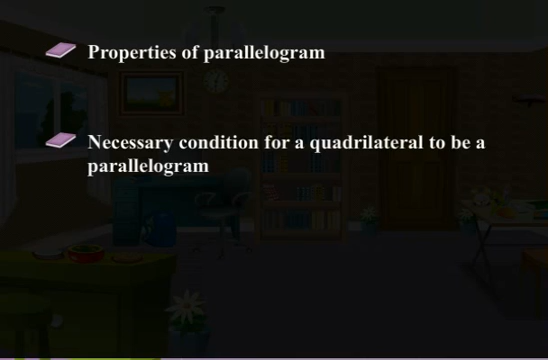 Properties of parallelogram
Necessary condition for a quadrilateral to be a
parallelogram